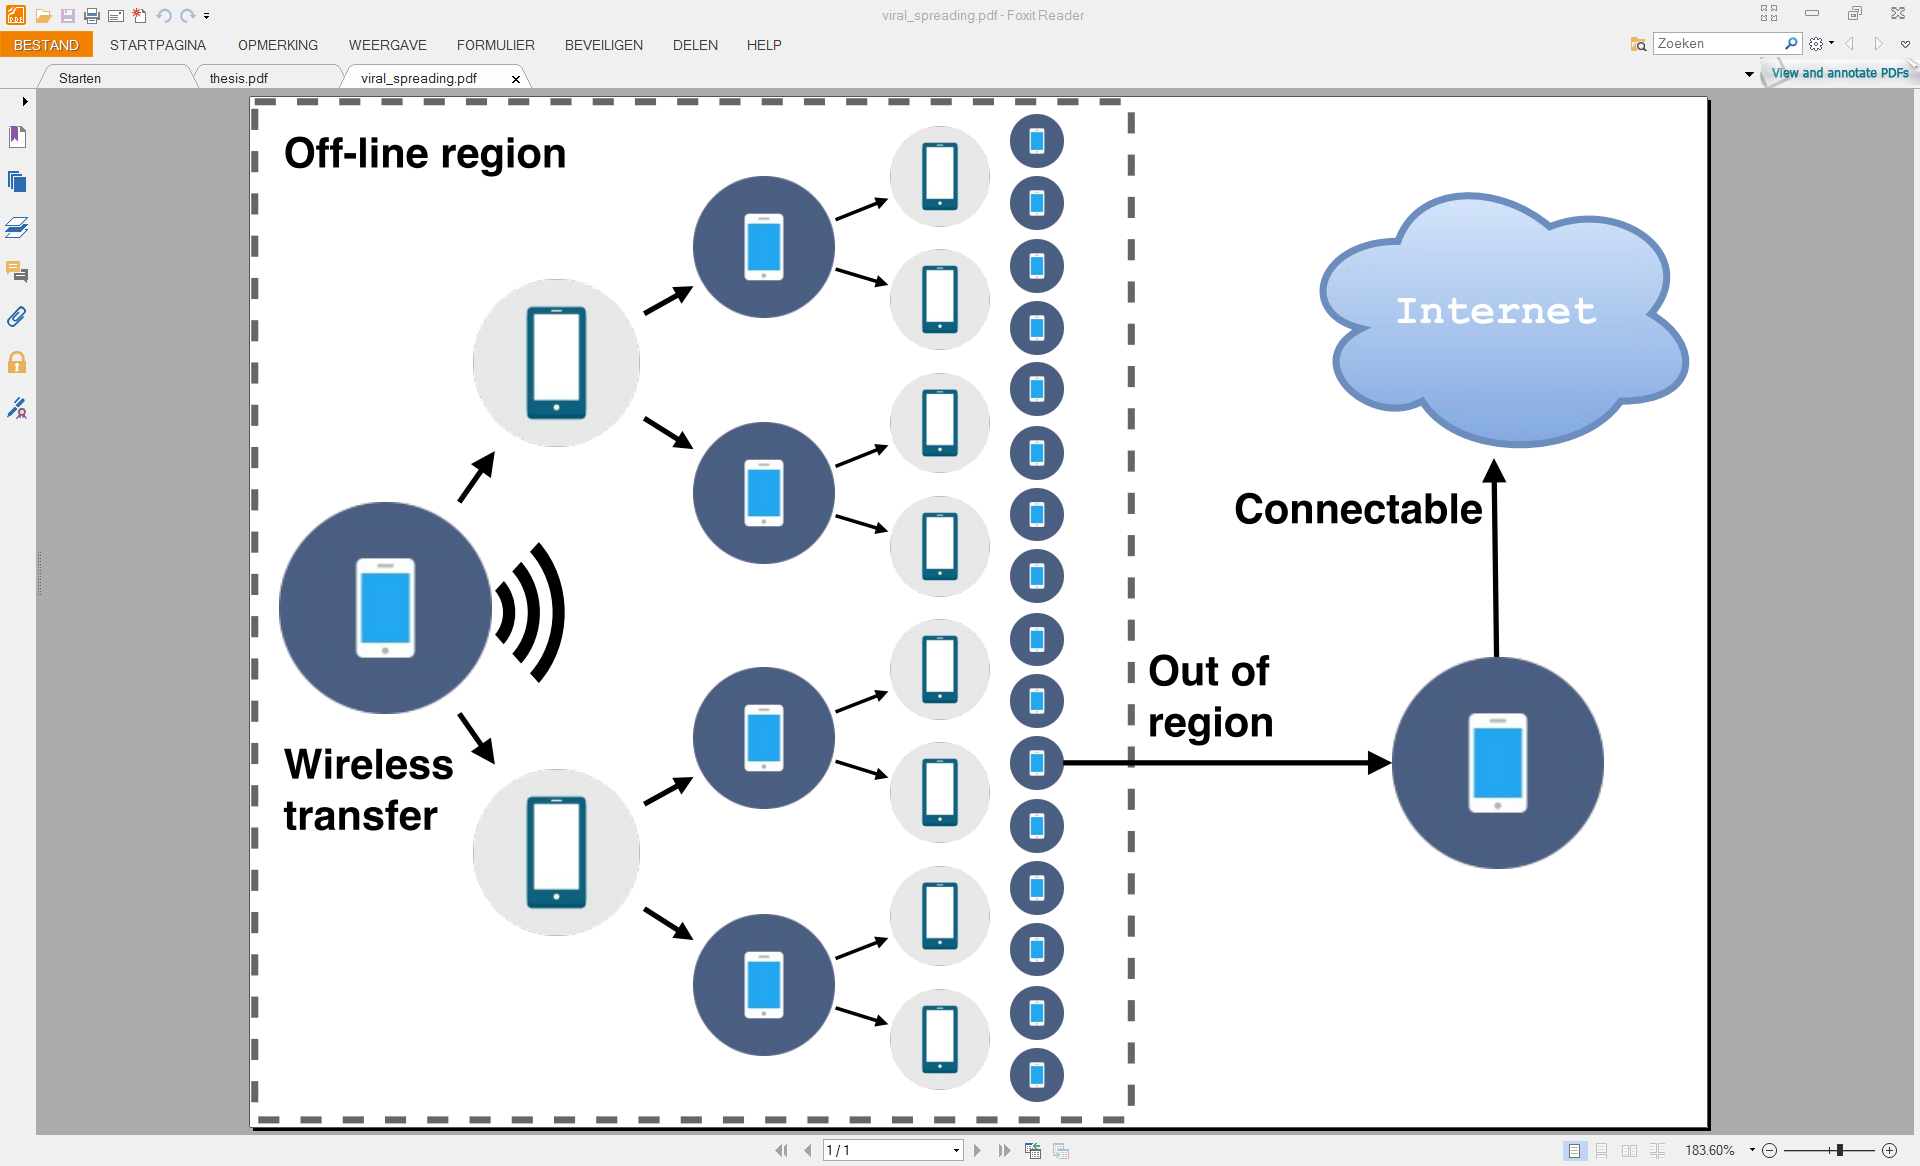 viral_spreading.pdf - Foxit Reader
BESTAND STARTPAGINA OPMERKING WEERGAVE FORMULIER BEVEILIGEN DELEN HELP
Zoeken
Starten thesis.pdf viral_spreading.pdf
View and annotate PDFs
Off-line region
Internet
Connectable
Out of
region
Wireless
transfer
1 / 1
183.60%